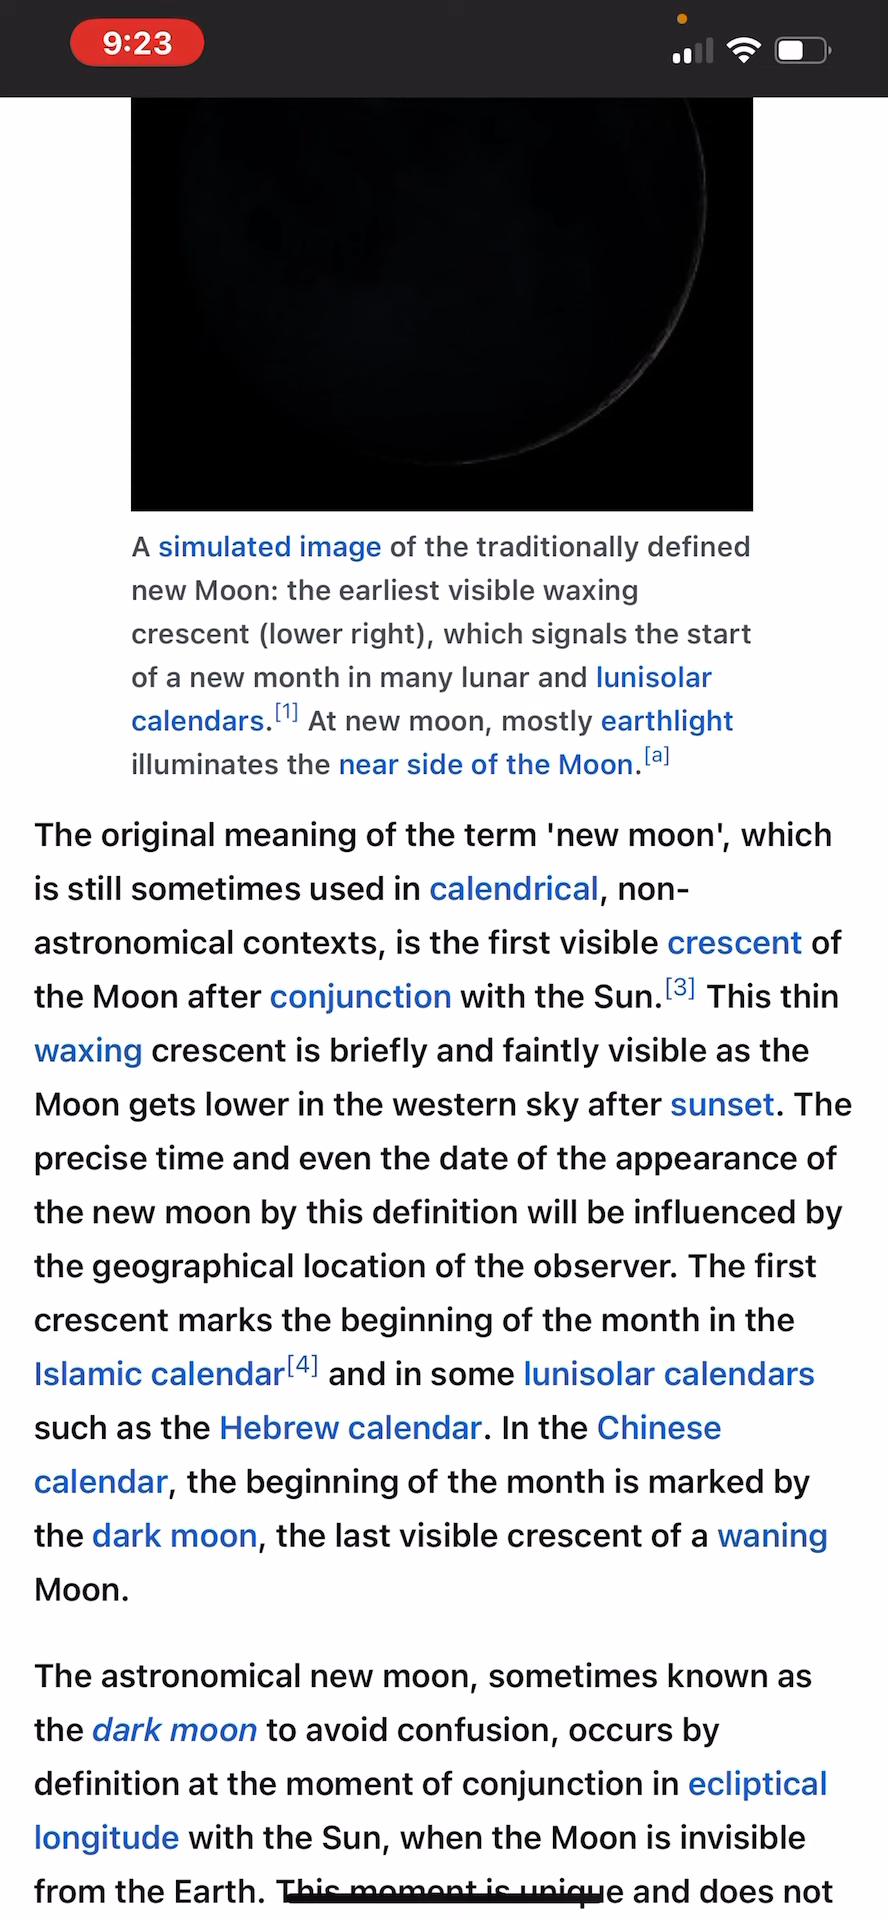 9:23
A simulated image of the traditionally defined
new Moon: the earliest visible waxing
crescent (lower right), which signals the start
of a new month in many lunar and lunisolar
calendars.[1] At new moon, mostly earthlight
illuminates the near side of the Moon.[a]
The original meaning of the term 'new moon', which
is still sometimes used in calendrical, non-
astronomical contexts, is the first visible crescent of
the Moon after conjunction with the Sun.[3] This thin
waxing crescent is briefly and faintly visible as the
Moon gets lower in the western sky after sunset. The
precise time and even the date of the appearance of
the new moon by this definition will be influenced by
the geographical location of the observer. The first
crescent marks the beginning of the month in the
Islamic calendar[4] and in some lunisolar calendars
such as the Hebrew calendar. In the Chinese
calendar, the beginning of the month is marked by
the dark moon, the last visible crescent of a waning
Moon.
The astronomical new moon, sometimes known as
the dark moon to avoid confusion, occurs by
definition at the moment of conjunction in ecliptical
longitude with the Sun, when the Moon is invisible
from the Earth. This moment is unique and does not